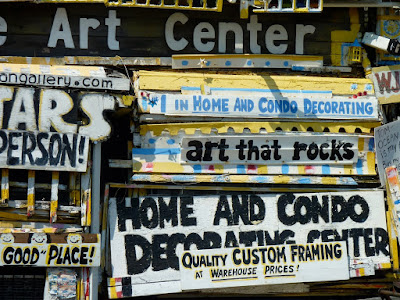 e Art Center
ongallery.com
TARS
PERSON!
GOOD" PLACE!
#1 IN HOME AND CONDO DECORATING
art that rocks
HOME AND CONDO
DECORATING CENTER
QUALITY CUSTOM FRAMING
AT WAREHOUSE PRICES!